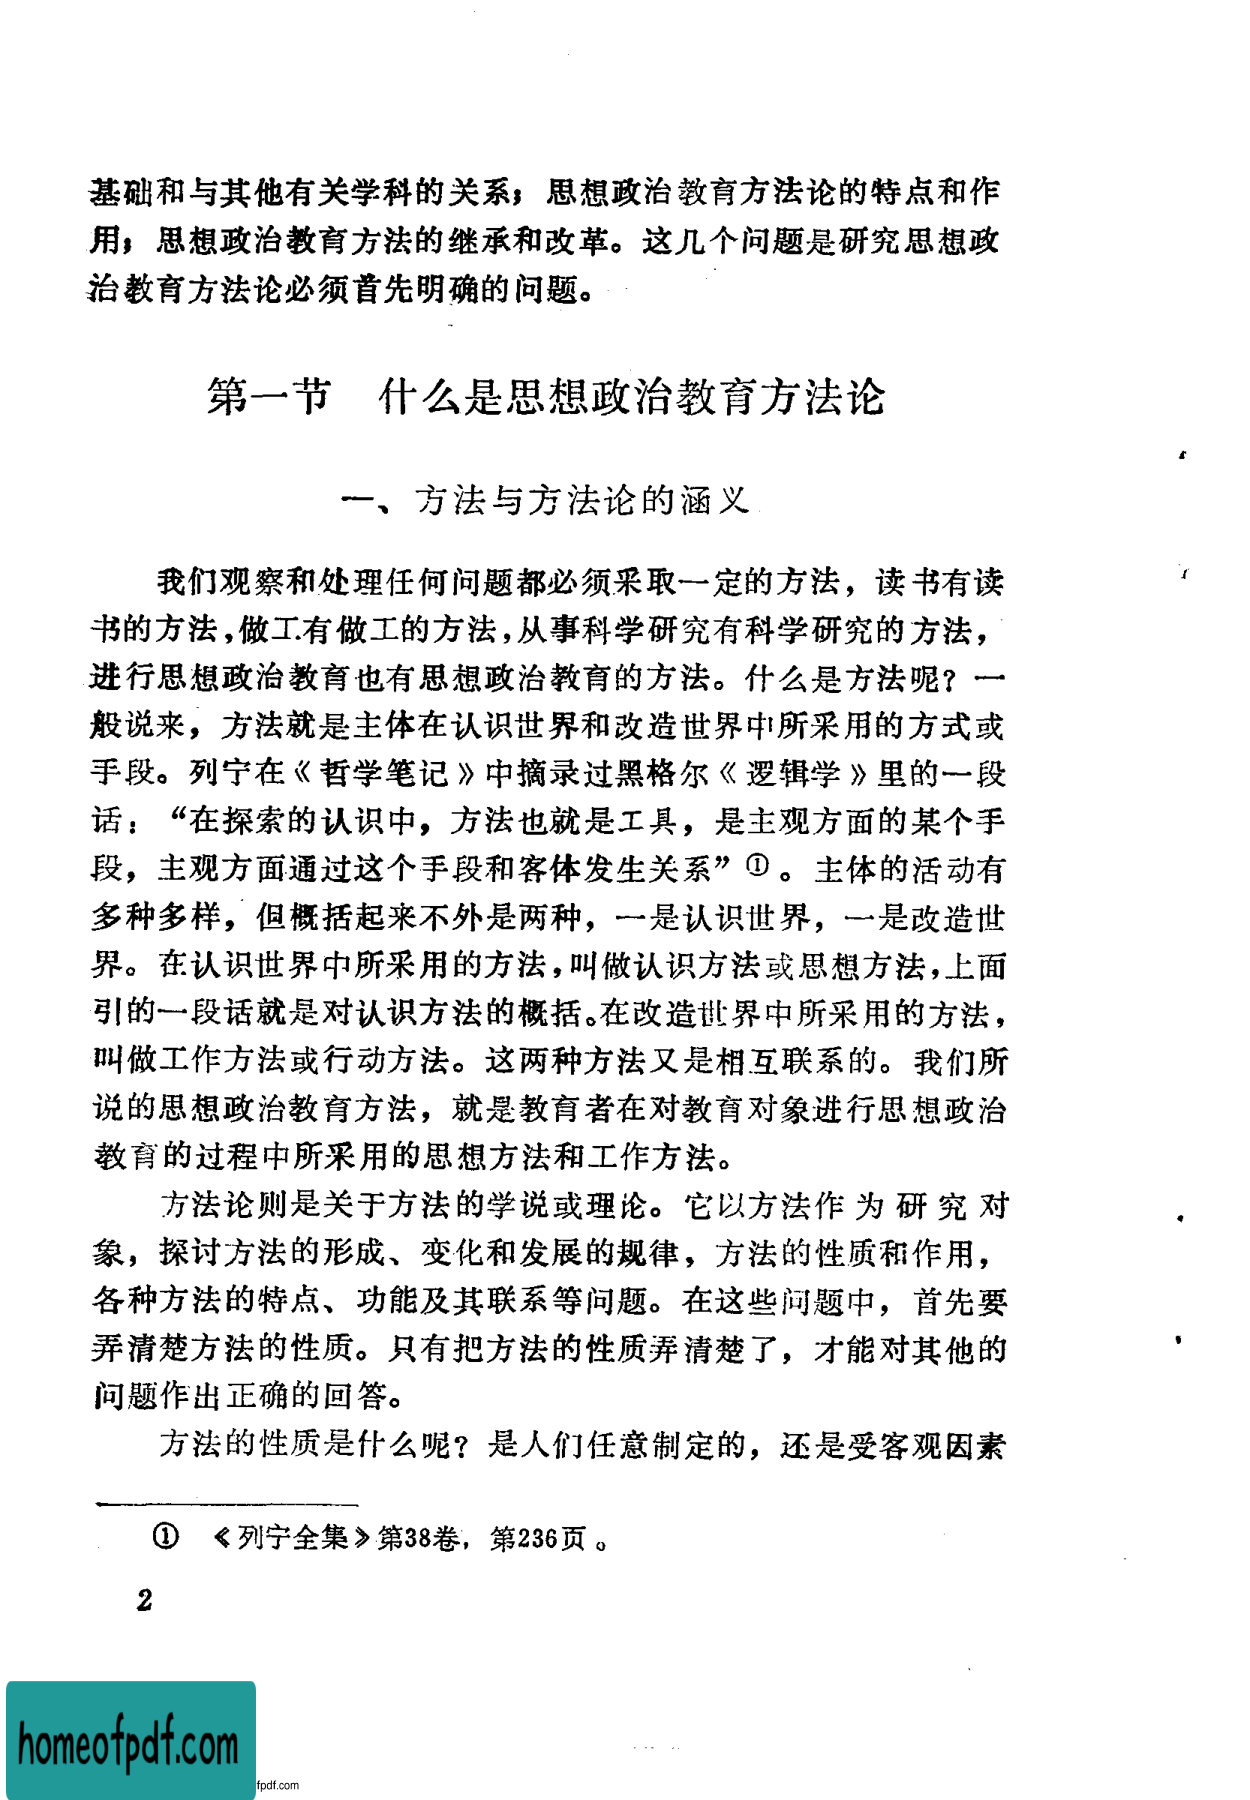 基础和与其他有关学科的关系；思想政治教育方法论的特点和作
用；思想政治教育方法的继承和改革。这几个问题是研究思想政
治教育方法论必须首先明确的问题。
第一节　什么是思想政治教育方法论
一、方法与方法论的涵义
我们观察和处理任何问题都必须采取一定的方法，读书有读
书的方法，做工有做工的方法，从事科学研究有科学研究的方法，
进行思想政治教育也有思想政治教育的方法。什么是方法呢？一
般说来，方法就是主体在认识世界和改造世界中所采用的方式或
手段。列宁在《哲学笔记》中摘录过黑格尔《逻辑学》里的一段
话：“在探索的认识中，方法也就是工具，是主观方面的某个手
段，主观方面通过这个手段和客体发生关系”①。主体的活动有
多种多样，但概括起来不外是两种，一是认识世界，一是改造世
界。在认识世界中所采用的方法，叫做认识方法或思想方法，上面
引的一段话就是对认识方法的概括。在改造世界中所采用的方法，
叫做工作方法或行动方法。这两种方法又是相互联系的。我们所
说的思想政治教育方法，就是教育者在对教育对象进行思想政治
教育的过程中所采用的思想方法和工作方法。
方法论则是关于方法的学说或理论。它以方法作为研究对
象，探讨方法的形成、变化和发展的规律，方法的性质和作用，
各种方法的特点、功能及其联系等问题。在这些问题中，首先要
弄清楚方法的性质。只有把方法的性质弄清楚了，才能对其他的
问题作出正确的回答。
方法的性质是什么呢？是人们任意制定的，还是受客观因素
①　《列宁全集》第38卷，第236页。
2
homeofpdf.com
fpdf.com